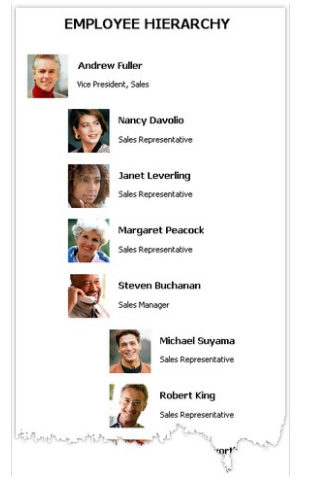 EMPLOYEE HIERARCHY
Andrew Fuller
Vice President, Sales
Nancy Davolio
Sales Representative
Janet Leverling
Sales Representative
Margaret Peacock
Sales Representative
Steven Buchanan
Sales Manager
Michael Suyama
Sales Representative
Robert King
Sales Representative